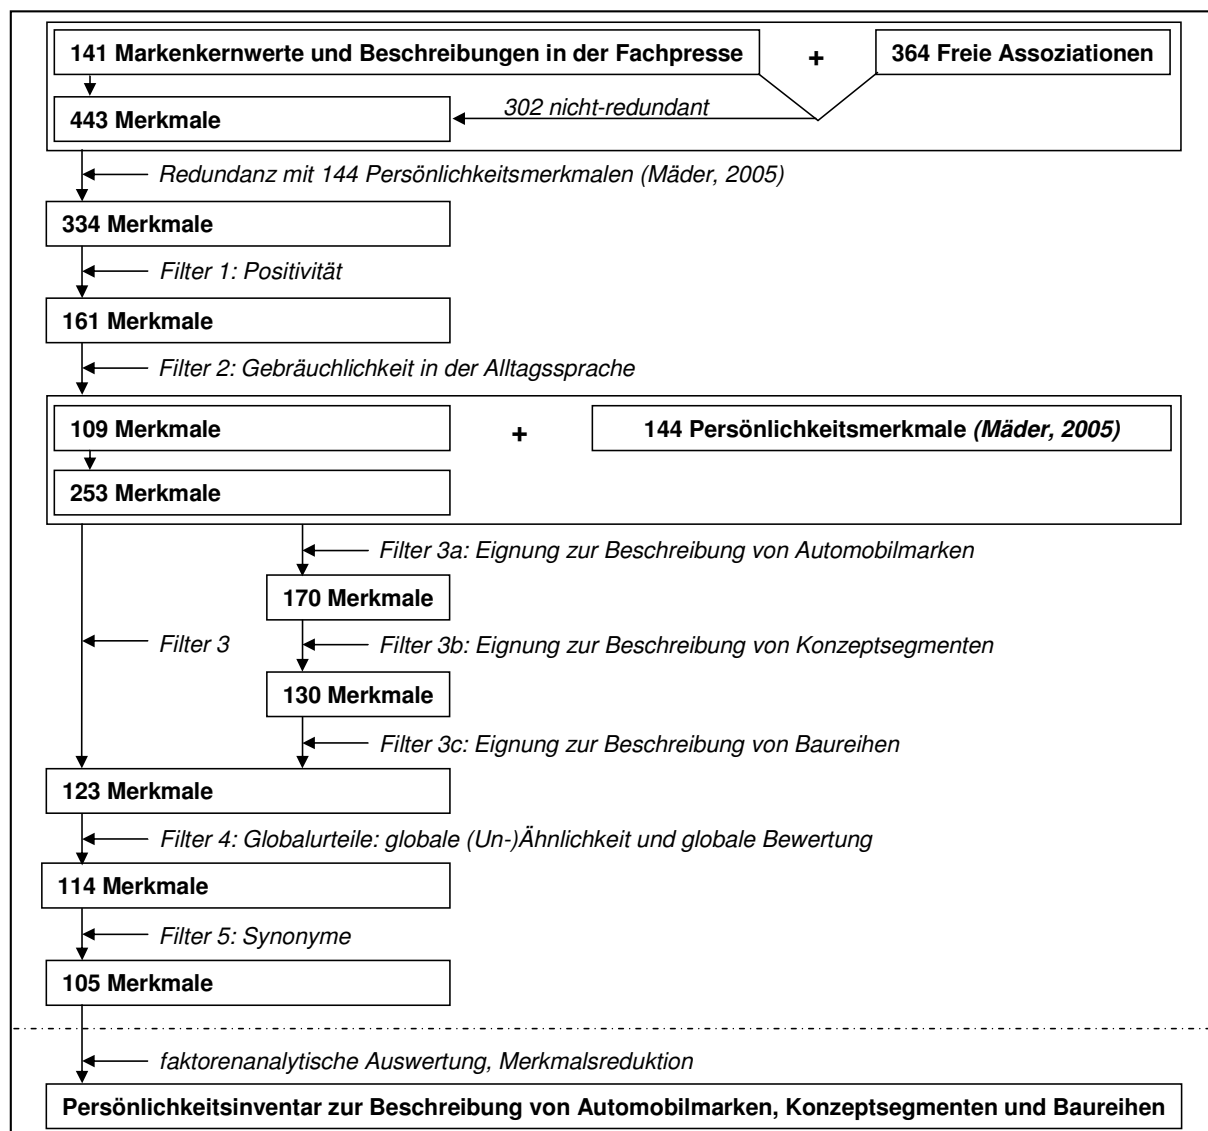 141 Markenkernwerte und Beschreibungen in der Fachpresse
+
364 Freie Assoziationen
302 nicht-redundant
443 Merkmale
Redundanz mit 144 Persönlichkeitsmerkmalen (Mäder, 2005)
334 Merkmale
Filter 1: Positivität
161 Merkmale
Filter 2: Gebräuchlichkeit in der Alltagssprache
109 Merkmale
+
144 Persönlichkeitsmerkmale (Mäder, 2005)
253 Merkmale
Filter 3a: Eignung zur Beschreibung von Automobilmarken
170 Merkmale
Filter 3
Filter 3b: Eignung zur Beschreibung von Konzeptsegmenten
130 Merkmale
Filter 3c: Eignung zur Beschreibung von Baureihen
123 Merkmale
Filter 4: Globalurteile: globale (Un-)Ähnlichkeit und globale Bewertung
114 Merkmale
Filter 5: Synonyme
105 Merkmale
faktorenanalytische Auswertung, Merkmalsreduktion
Persönlichkeitsinventar zur Beschreibung von Automobilmarken, Konzeptsegmenten und Baureihen